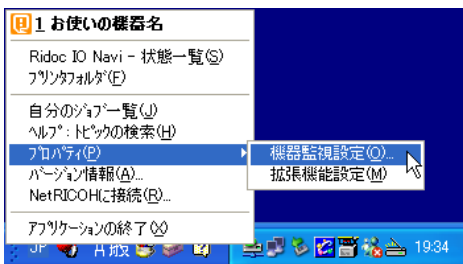 1 お使いの機器名
Ridoc IO Navi - 状態一覧(S)
プリンタフォルダ(F)
自分のジョブ一覧(J)
ヘルプ:トピックの検索(H)
プロパティ(P)
機器監視設定(O)...
バージョン情報(A)...
拡張機能設定(M)
NetRICOHに接続(R)...
アプリケーションの終了(X)
JP
19:34